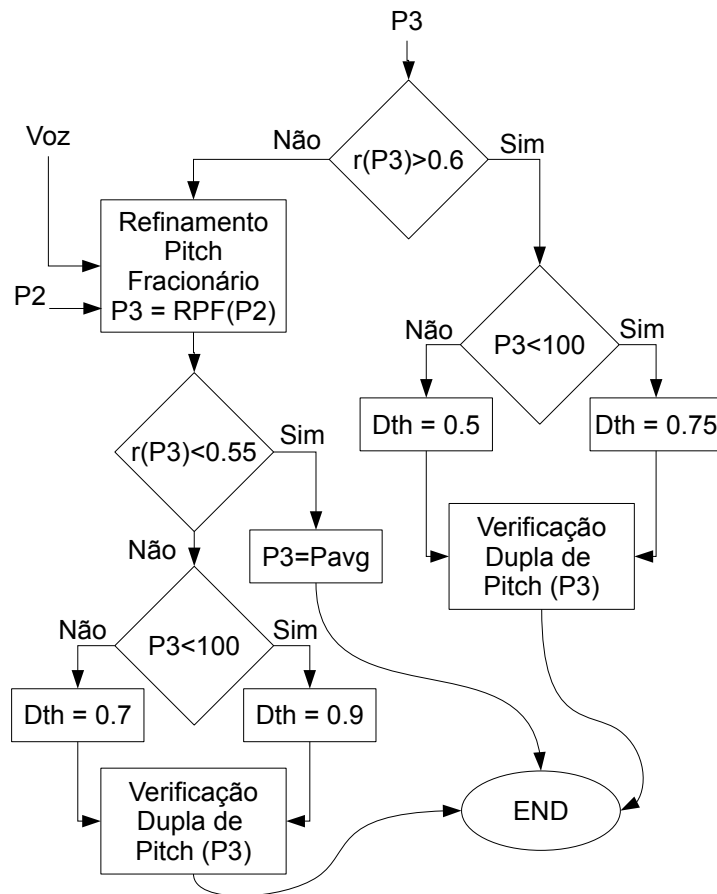 P3
r(P3)>0.6
Não
Sim
Voz
P2
Refinamento
Pitch
Fracionário
P3 = RPF(P2)
P3<100
Não
Sim
Dth = 0.5
Dth = 0.75
Verificação
Dupla de
Pitch (P3)
r(P3)<0.55
Sim
Não
P3=Pavg
P3<100
Não
Sim
Dth = 0.7
Dth = 0.9
Verificação
Dupla de
Pitch (P3)
END